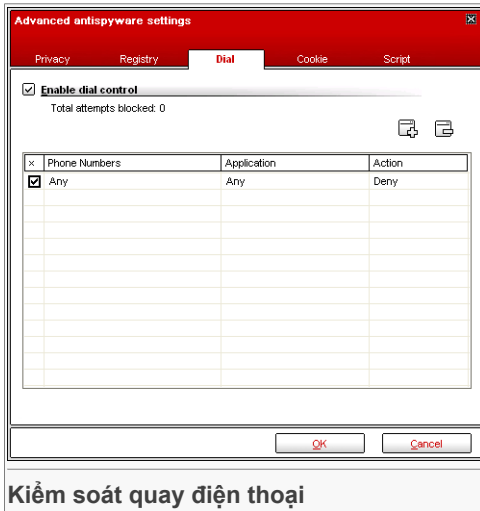 Advanced antispyware settings
Privacy Registry Dial Cookie Script
Enable dial control
Total attempts blocked: 0
× Phone Numbers Application Action
Any Any Deny
OK Cancel
Kiểm soát quay điện thoại